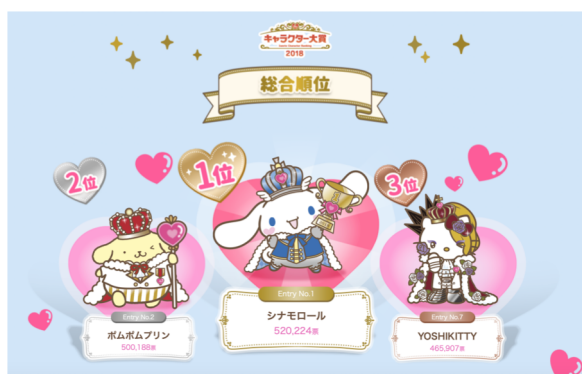 キャラクター大賞
2018
総合順位
2位
1位
3位
Entry No.2
ポムポムプリン
500,188票
Entry No.1
シナモロール
520,224票
Entry No.7
YOSHIKITTY
465,907票